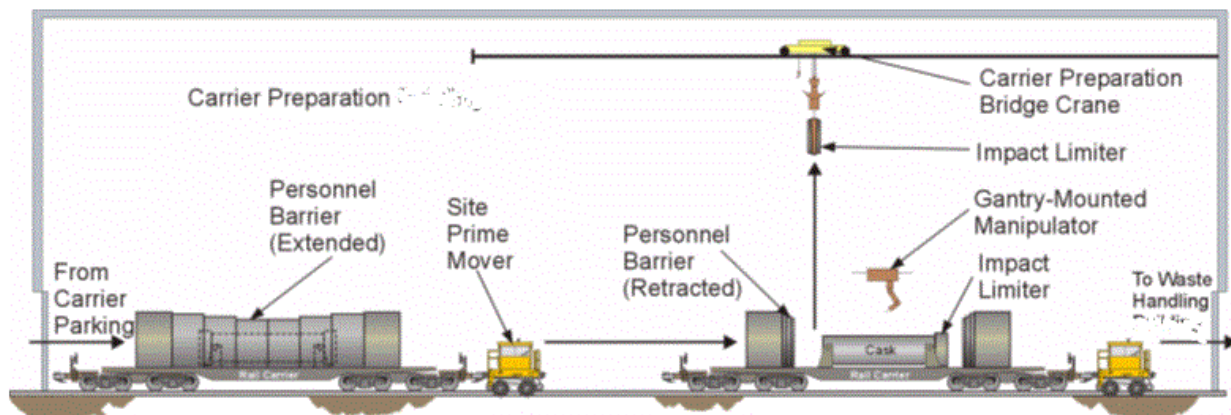 Carrier Preparation
Carrier Preparation
Bridge Crane
Impact Limiter
Personnel
Barrier
(Extended)
Site
Prime
Mover
Personnel
Barrier
(Retracted)
Gantry-Mounted
Manipulator
Impact
Limiter
From
Carrier
Parking
To Waste
Handling
Cask
Rail Carrier
Rail Carrier